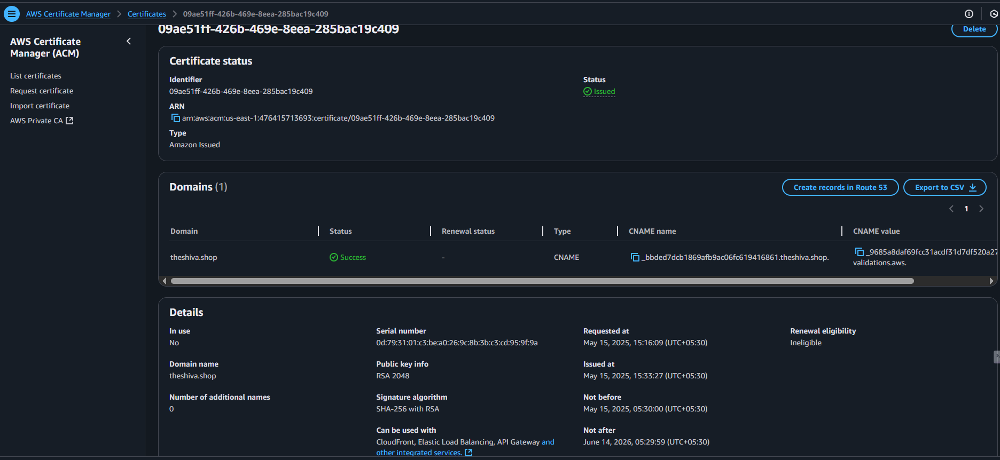 AWS Certificate Manager > Certificates > 09ae51ff-426b-469e-8eea-285bac19c409
AWS Certificate
Manager (ACM)
List certificates
Request certificate
Import certificate
AWS Private CA
09ae51ff-426b-469e-8eea-285bac19c409
Delete
Certificate status
Identifier
09ae51ff-426b-469e-8eea-285bac19c409
Status
Issued
ARN
arn:aws:acm:us-east-1:476415713693:certificate/09ae51ff-426b-469e-8eea-285bac19c409
Type
Amazon Issued
Domains (1)
Create records in Route 53
Export to CSV
1
Domain Status Renewal status Type CNAME name CNAME value
theshiva.shop Success - CNAME _bbded7dcb1869afb9ac06fc619416861.theshiva.shop. _9685a8daf69fcc31acdf31d7df520a27
validations.aws.
Details
In use
No
Domain name
theshiva.shop
Number of additional names
0
Serial number
0d:79:31:01:c3:be:a0:26:9c:8b:3b:c3:cd:95:9f:9a
Public key info
RSA 2048
Signature algorithm
SHA-256 with RSA
Can be used with
CloudFront, Elastic Load Balancing, API Gateway and
other integrated services.
Requested at
May 15, 2025, 15:16:09 (UTC+05:30)
Issued at
May 15, 2025, 15:33:27 (UTC+05:30)
Not before
May 15, 2025, 05:30:00 (UTC+05:30)
Not after
June 14, 2026, 05:29:59 (UTC+05:30)
Renewal eligibility
Ineligible